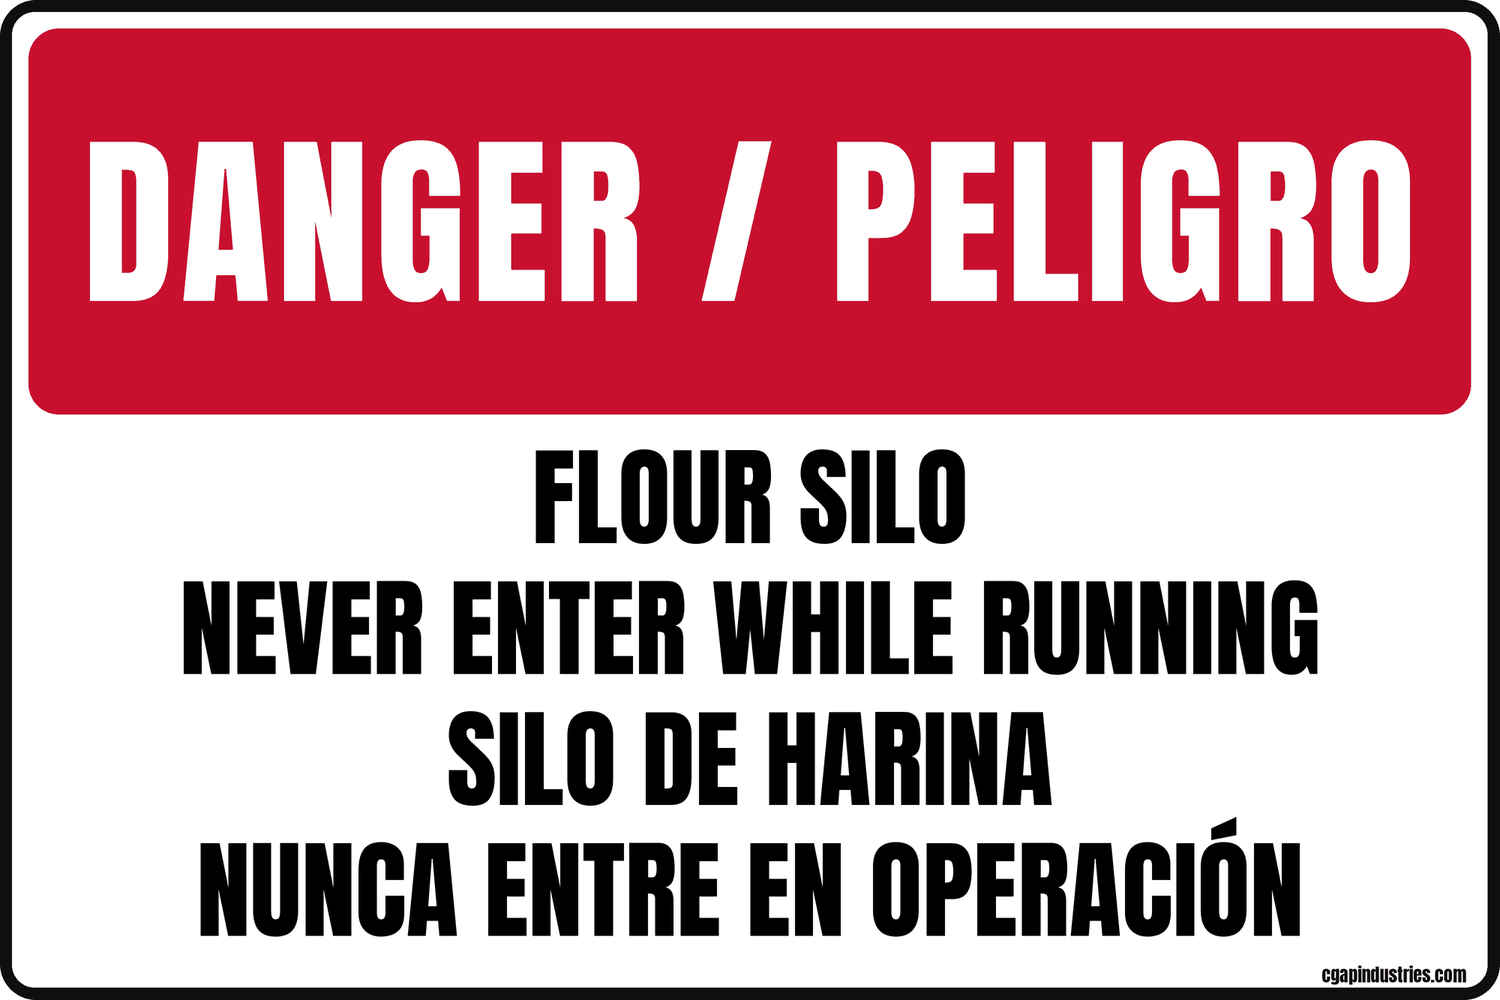 DANGER / PELIGRO
FLOUR SILO
NEVER ENTER WHILE RUNNING
SILO DE HARINA
NUNCA ENTRE EN OPERACIÓN
cgapindustries.com